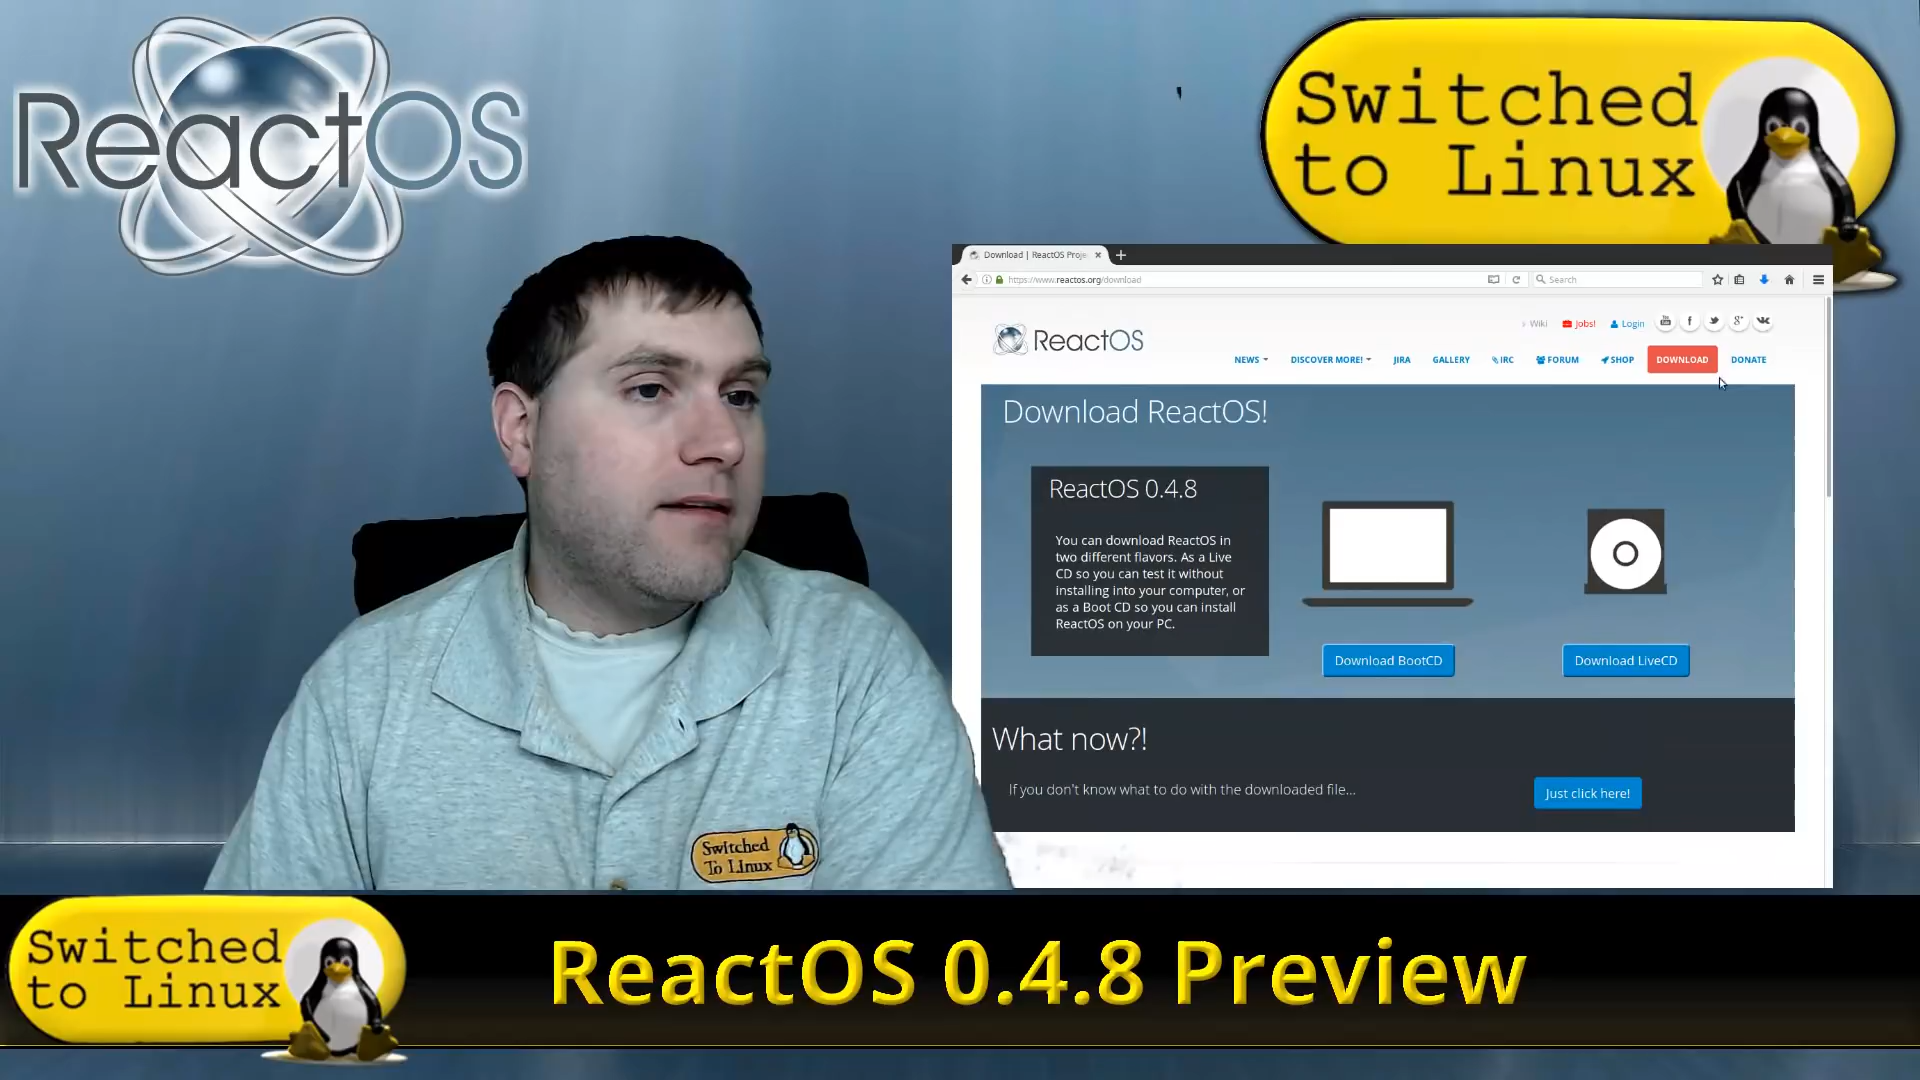 ReactOS
Switched
to Linux
Download | ReactOS Proje
https://www.reactos.org/download
Search
ReactOS
Wiki
Jobs!
Login
NEWS
DISCOVER MORE!
JIRA
GALLERY
IRC
FORUM
SHOP
DOWNLOAD
DONATE
Download ReactOS!
ReactOS 0.4.8
You can download ReactOS in
two different flavors. As a Live
CD so you can test it without
installing into your computer, or
as a Boot CD so you can install
ReactOS on your PC.
Download BootCD
Download LiveCD
What now?!
If you don't know what to do with the downloaded file...
Just click here!
Switched
To Linux
Switched
to Linux
ReactOS 0.4.8 Preview